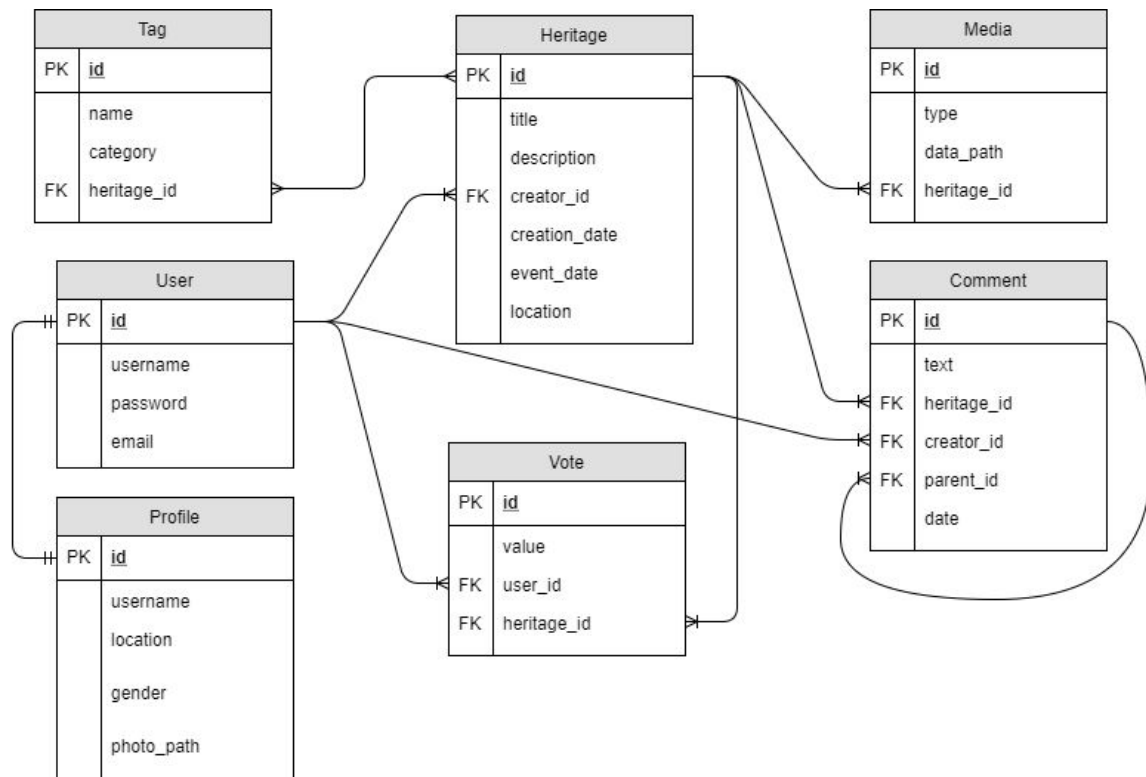 Tag
PK id
name
category
FK heritage_id
Heritage
PK id
title
description
FK creator_id
creation_date
event_date
location
Media
PK id
type
data_path
FK heritage_id
User
PK id
username
password
email
Comment
PK id
text
FK heritage_id
FK creator_id
FK parent_id
date
Vote
PK id
value
FK user_id
FK heritage_id
Profile
PK id
username
location
gender
photo_path